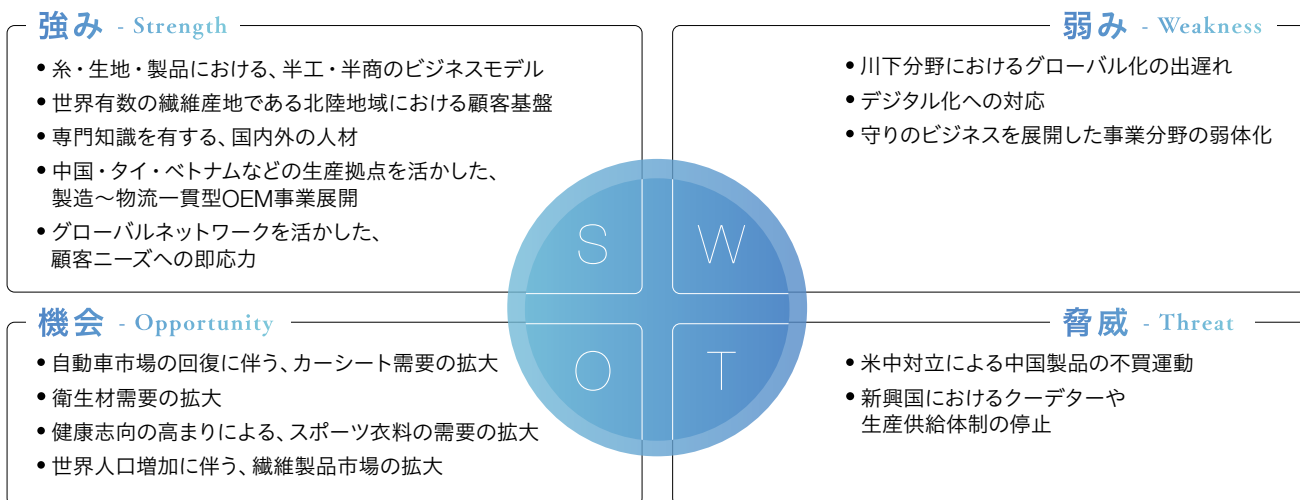 強み - Strength
• 糸・生地・製品における、半工・半商のビジネスモデル
• 世界有数の繊維産地である北陸地域における顧客基盤
• 専門知識を有する、国内外の人材
• 中国・タイ・ベトナムなどの生産拠点を活かした、
製造～物流一貫型OEM事業展開
• グローバルネットワークを活かした、
顧客ニーズへの即応力
弱み - Weakness
• 川下分野におけるグローバル化の出遅れ
• デジタル化への対応
• 守りのビジネスを展開した事業分野の弱体化
S W
O T
機会 - Opportunity
• 自動車市場の回復に伴う、カーシート需要の拡大
• 衛生材需要の拡大
• 健康志向の高まりによる、スポーツ衣料の需要の拡大
• 世界人口増加に伴う、繊維製品市場の拡大
脅威 - Threat
• 米中対立による中国製品の不買運動
• 新興国におけるクーデターや
生産供給体制の停止